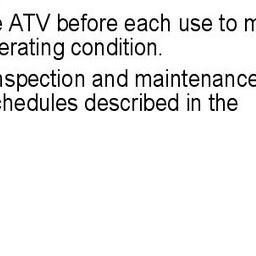 ATV before each use to
erating condition.
nspection and maintenance
chedules described in the